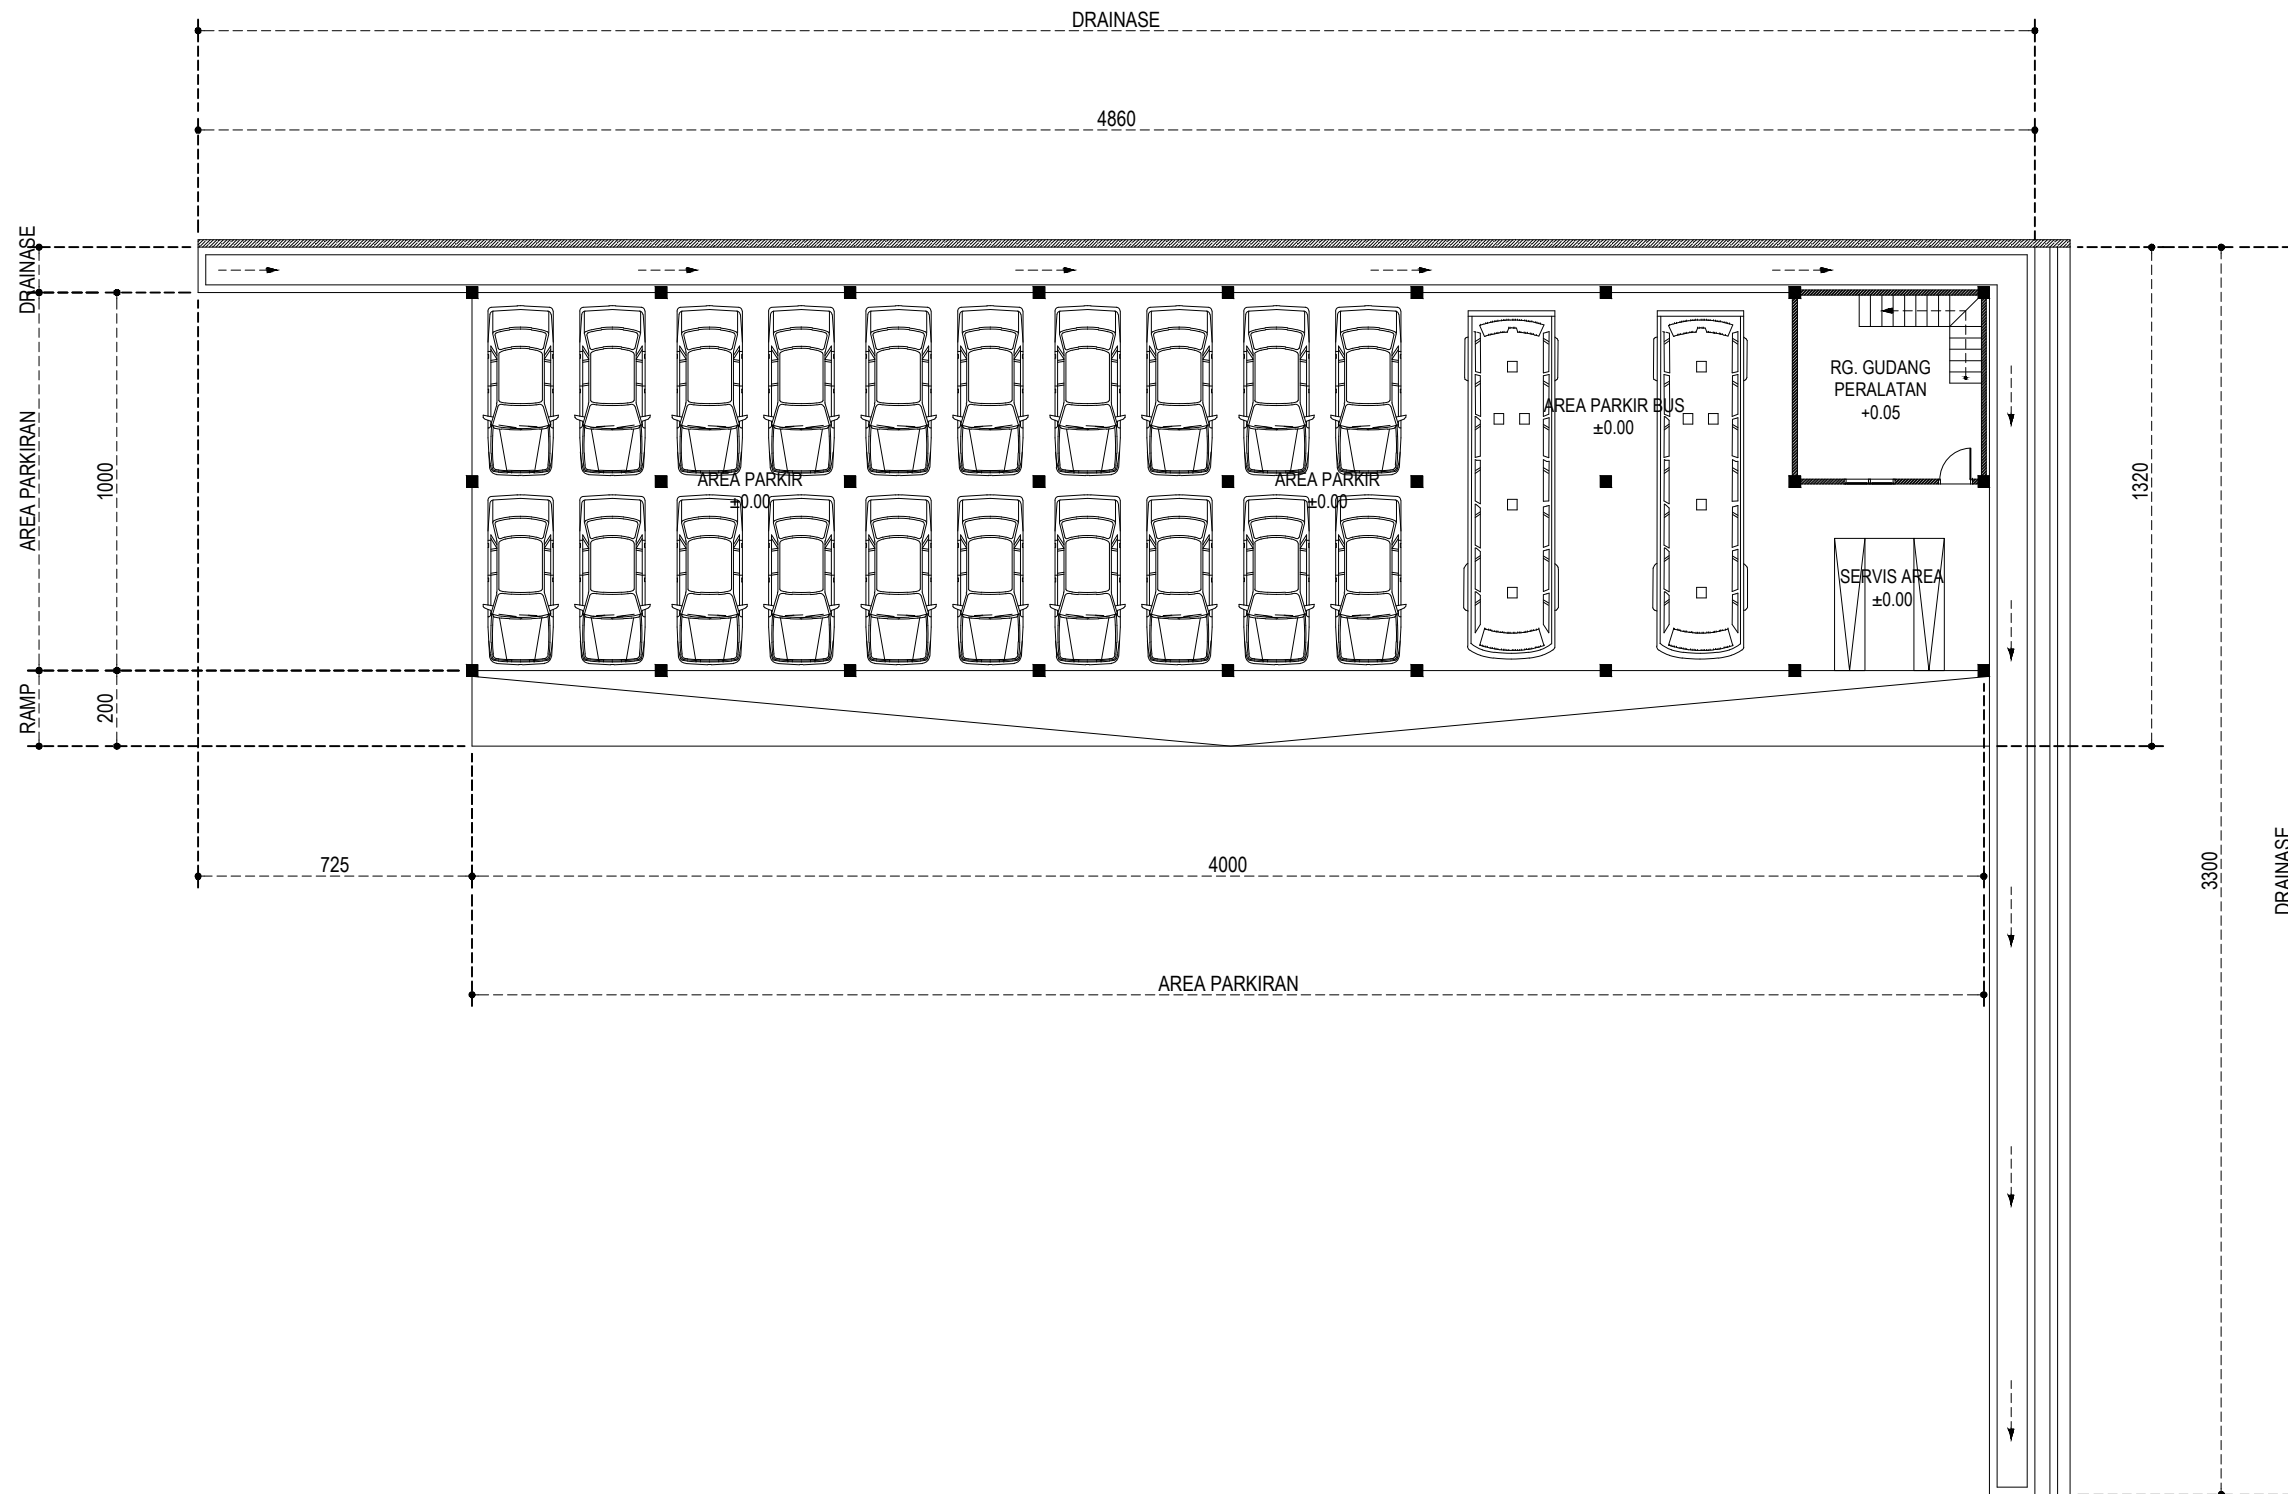 DRAINASE
4860
DRAINASE
AREA PARKIRAN
1000
RAMP
200
AREA PARKIR
±0.00
AREA PARKIR
±0.00
AREA PARKIR BUS
±0.00
RG. GUDANG
PERALATAN
+0.05
SERVIS AREA
±0.00
1320
3300
DRAINASE
725
4000
AREA PARKIRAN